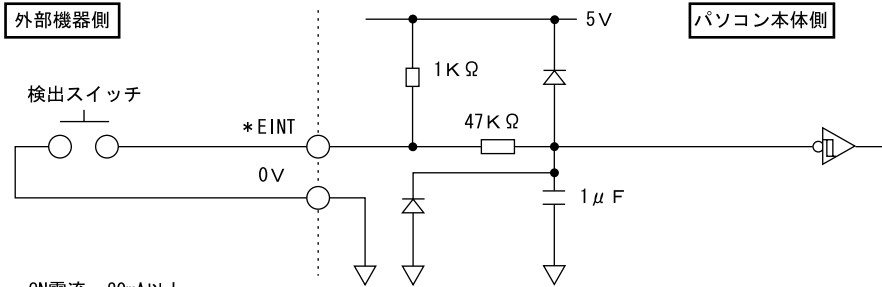 外部機器側
パソコン本体側
5V
1KΩ
検出スイッチ
47KΩ
*EINT
0V
1μF